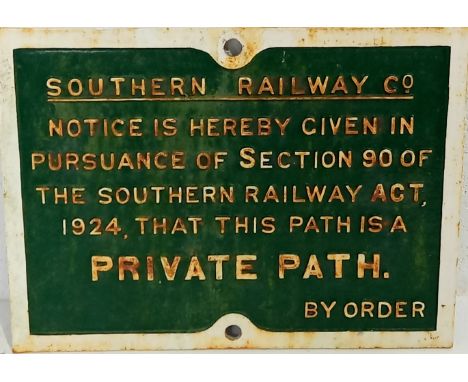 SOUTHERN RAILWAY Co
NOTICE IS HEREBY GIVEN IN
PURSUANCE OF SECTION 90 OF
THE SOUTHERN RAILWAY ACT,
1924, THAT THIS PATH IS A
PRIVATE PATH.
BY ORDER